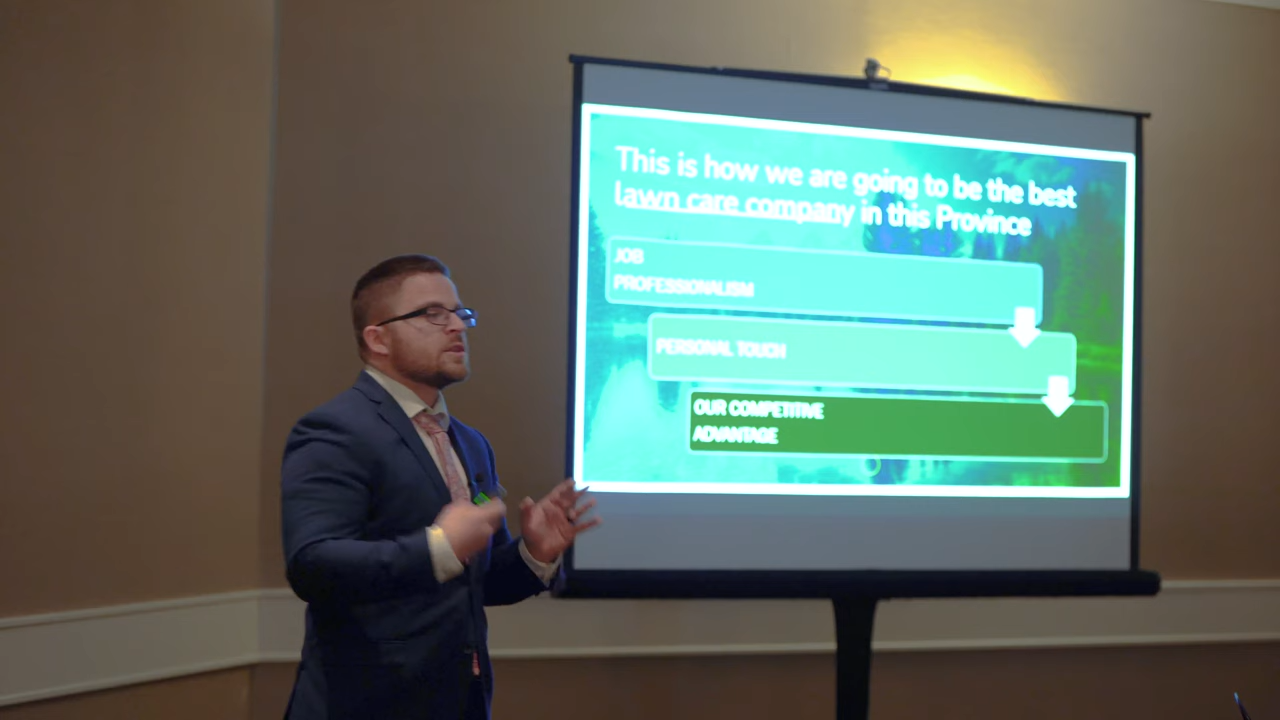 This is how we are going to be the best
lawn care company in this Province
JOB
PROFESSIONALISM
PERSONAL TOUCH
OUR COMPETITIVE
ADVANTAGE